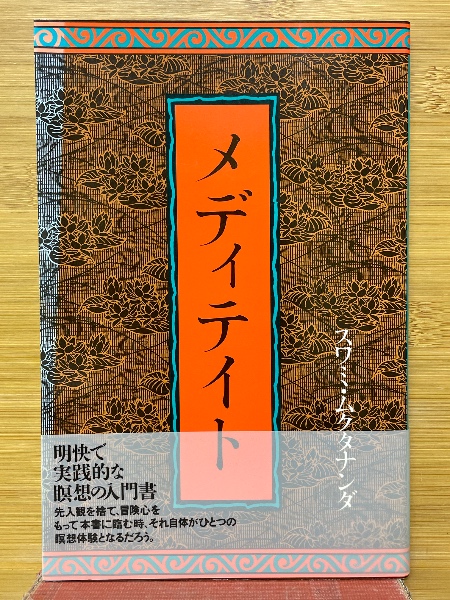 メディテイト
スワミ・ムクタナンダ
明快で
実践的な
瞑想の入門書
先入観を捨て、冒険心を
もって本書に臨む時、それ自体がひとつの
瞑想体験となるだろう。